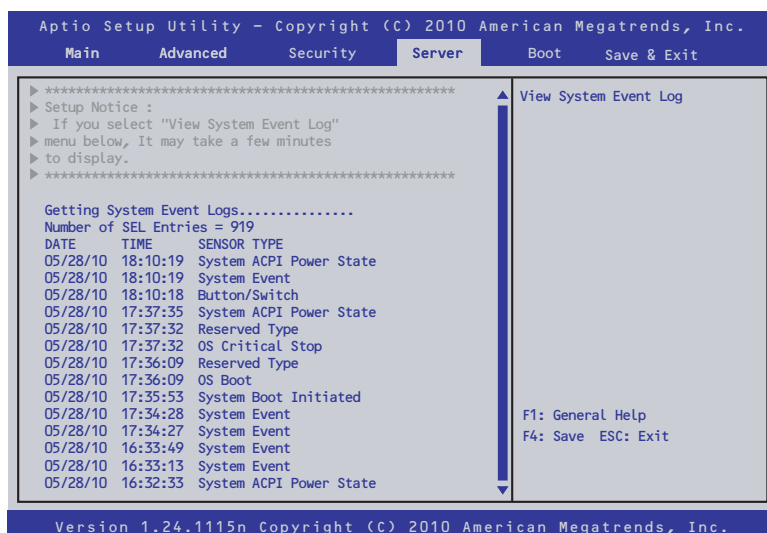 Aptio Setup Utility – Copyright (C) 2010 American Megatrends, Inc.
Main Advanced Security Server Boot Save & Exit
*****************************************************
Setup Notice :
If you select "View System Event Log"
menu below, It may take a few minutes
to display.
*****************************************************
Getting System Event Logs...............
Number of SEL Entries = 919
DATE TIME SENSOR TYPE
05/28/10 18:10:19 System ACPI Power State
05/28/10 18:10:19 System Event
05/28/10 18:10:18 Button/Switch
05/28/10 17:37:35 System ACPI Power State
05/28/10 17:37:32 Reserved Type
05/28/10 17:37:32 OS Critical Stop
05/28/10 17:36:09 Reserved Type
05/28/10 17:36:09 OS Boot
05/28/10 17:35:53 System Boot Initiated
05/28/10 17:34:28 System Event
05/28/10 17:34:27 System Event
05/28/10 16:33:49 System Event
05/28/10 16:33:13 System Event
05/28/10 16:32:33 System ACPI Power State
View System Event Log
F1: General Help
F4: Save ESC: Exit
Version 1.24.1115n Copyright (C) 2010 American Megatrends, Inc.